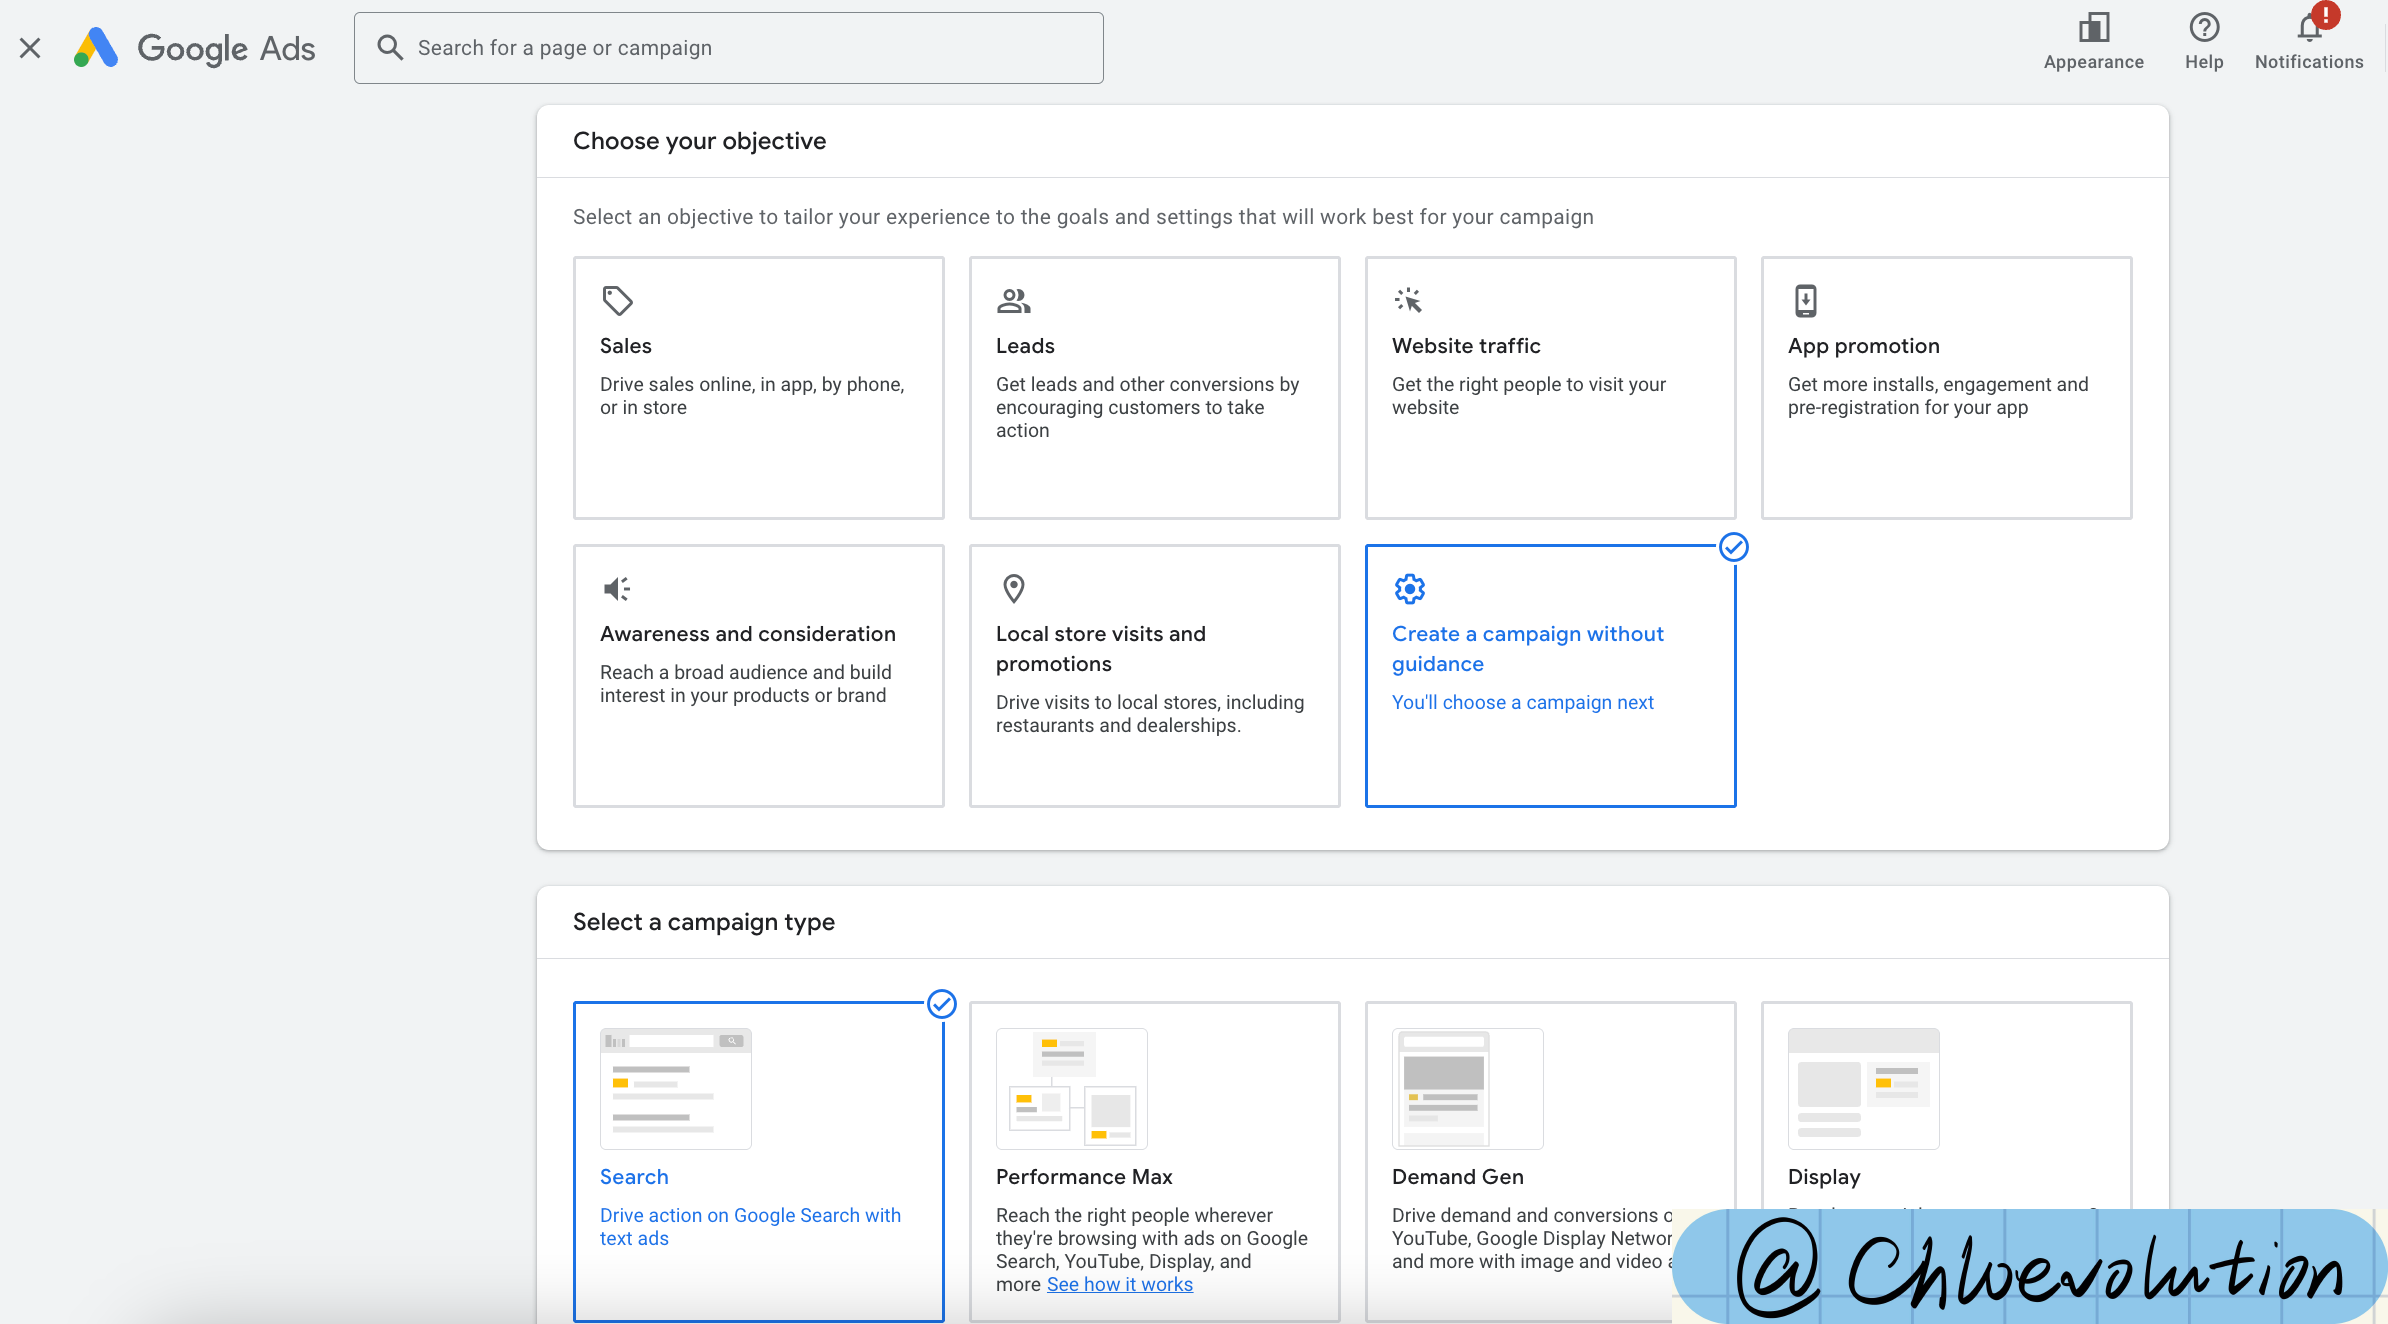 Google Ads
Search for a page or campaign
Appearance
Help
Notifications
Choose your objective
Select an objective to tailor your experience to the goals and settings that will work best for your campaign
Sales
Drive sales online, in app, by phone,
or in store
Leads
Get leads and other conversions by
encouraging customers to take
action
Website traffic
Get the right people to visit your
website
App promotion
Get more installs, engagement and
pre-registration for your app
Awareness and consideration
Reach a broad audience and build
interest in your products or brand
Local store visits and
promotions
Drive visits to local stores, including
restaurants and dealerships.
Create a campaign without
guidance
You'll choose a campaign next
Select a campaign type
Search
Drive action on Google Search with
text ads
Performance Max
Reach the right people wherever
they're browsing with ads on Google
Search, YouTube, Display, and
more See how it works
Demand Gen
Drive demand and conversions
YouTube, Google Display
and more with image and video
Display
@Chloevolution